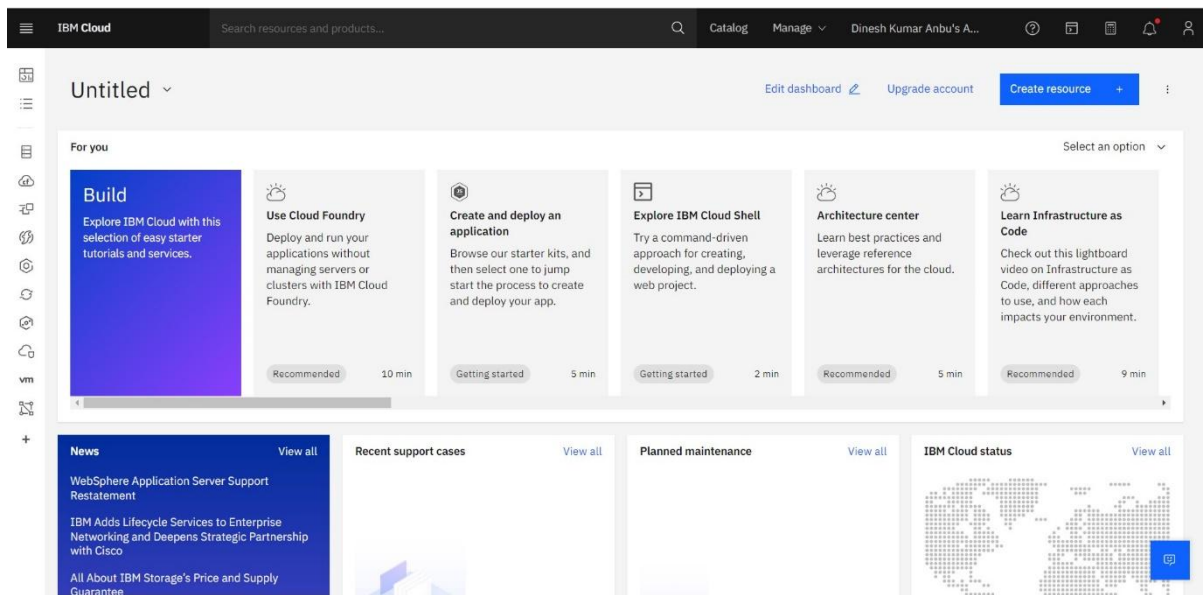 IBM Cloud
Search resources and products...
Catalog
Manage
Dinesh Kumar Anbu's A...
Untitled
Edit dashboard
Upgrade account
Create resource +
For you
Select an option
Build
Explore IBM Cloud with this
selection of easy starter
tutorials and services.
Use Cloud Foundry
Deploy and run your
applications without
managing servers or
clusters with IBM Cloud
Foundry.
Recommended 10 min
Create and deploy an
application
Browse our starter kits, and
then select one to jump
start the process to create
and deploy your app.
Getting started 5 min
Explore IBM Cloud Shell
Try a command-driven
approach for creating,
developing, and deploying a
web project.
Getting started 2 min
Architecture center
Learn best practices and
leverage reference
architectures for the cloud.
Recommended 5 min
Learn Infrastructure as
Code
Check out this lightboard
video on Infrastructure as
Code, different approaches
to use, and how each
impacts your environment.
Recommended 9 min
vm
News View all
WebSphere Application Server Support
Restatement
IBM Adds Lifecycle Services to Enterprise
Networking and Deepens Strategic Partnership
with Cisco
All About IBM Storage's Price and Supply
Guarantee
Recent support cases View all
Planned maintenance View all
IBM Cloud status View all